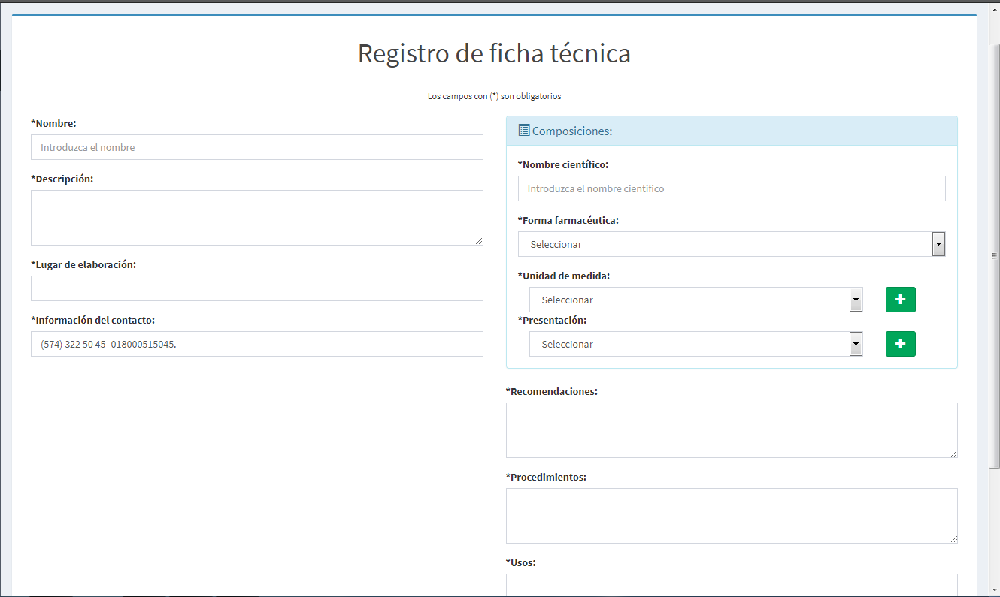 Registro de ficha técnica
Los campos con (*) son obligatorios
*Nombre:
Introduzca el nombre
*Descripción:
*Lugar de elaboración:
*Información del contacto:
(574) 322 50 45- 018000515045.
Composiciones:
*Nombre científico:
Introduzca el nombre cientifico
*Forma farmacéutica:
Seleccionar
*Unidad de medida:
Seleccionar
*Presentación:
Seleccionar
*Recomendaciones:
*Procedimientos:
*Usos: